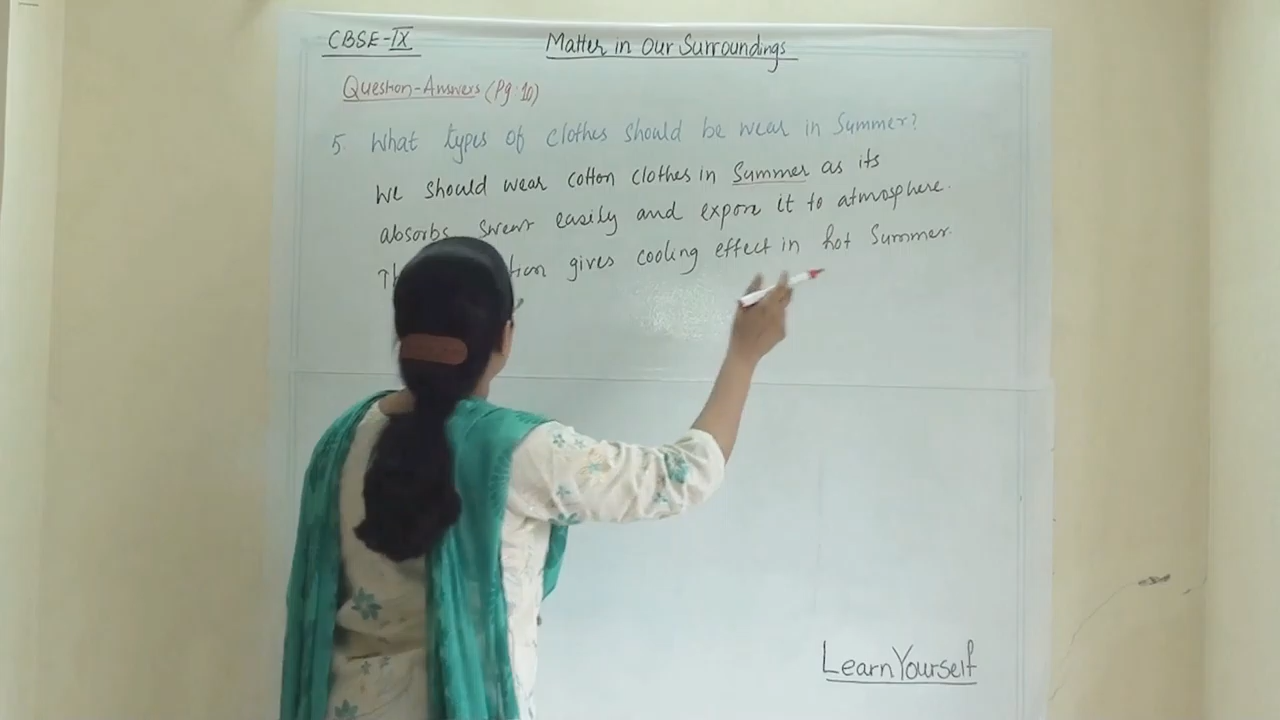 CBSE-IX
Matter in Our Surroundings
Question-Answers (Pg.10)
5. What types of clothes should be wear in Summer?
We should wear cotton clothes in Summer as its
absorbs swear easily and expore it to atmosphere.
gives cooling effect in hot Summer.
LearnYourself